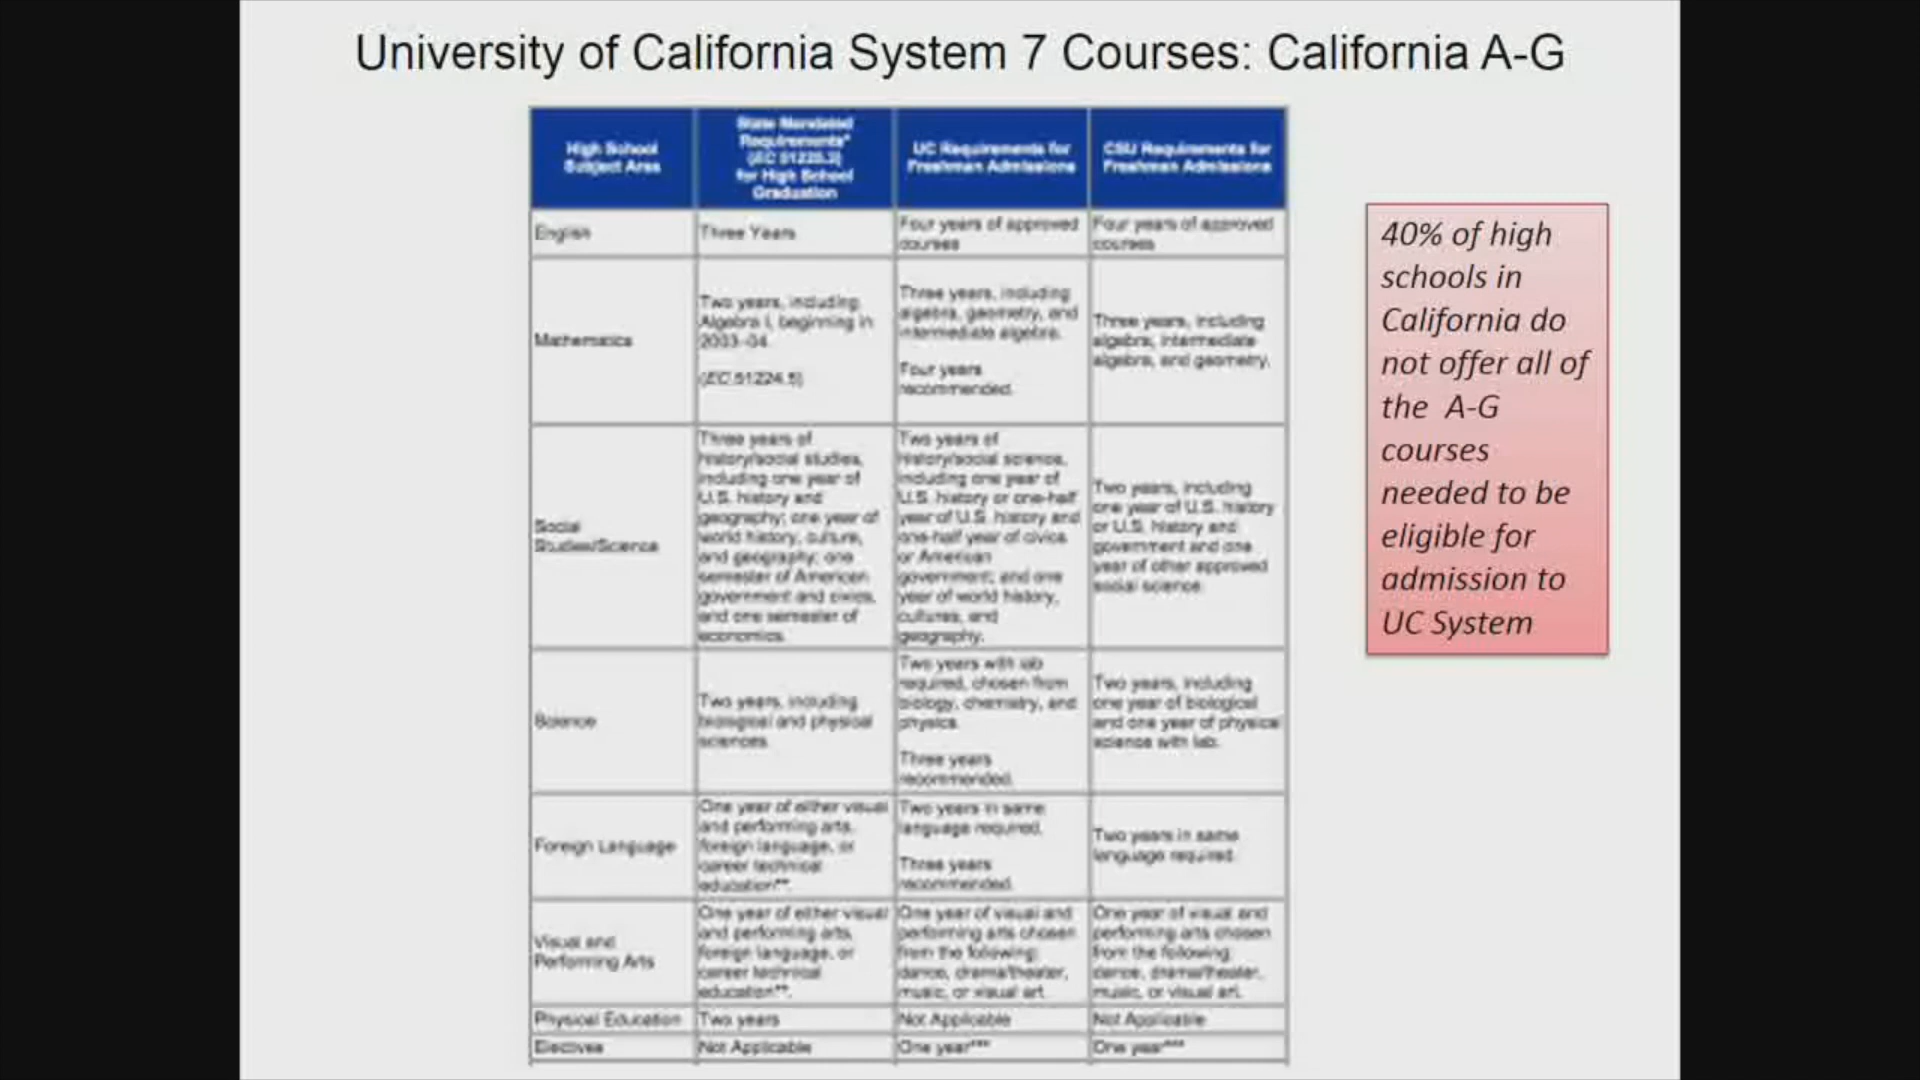 University of California System 7 Courses: California A-G
High School
Subject Area
State Mandated
Requirements*
(EC 51225.3)
for High School
Graduation
UC Requirements for
Freshman Admissions
CSU Requirements for
Freshman Admissions
English
Three Years
Four years of approved
courses
Four years of approved
courses
Mathematics
Two years, including
Algebra I, beginning in
2003–04.
(EC 51224.5)
Three years, including
algebra, geometry, and
intermediate algebra.
Four years
recommended.
Three years, including
algebra, intermediate
algebra, and geometry.
Social
Studies/Science
Three years of
history/social studies,
including one year of
U.S. history and
geography; one year of
world history, culture,
and geography; one
semester of American
government and civics,
and one semester of
economics.
Two years of
history/social science,
including one year of
U.S. history or one-half
year of U.S. history and
one-half year of civics
or American
government; and one
year of world history,
cultures, and
geography.
Two years, including
one year of U.S. history
or U.S. history and
government and one
year of other approved
social science.
Science
Two years, including
biological and physical
sciences.
Two years with lab
required, chosen from
biology, chemistry, and
physics.
Three years
recommended.
Two years, including
one year of biological
and one year of physical
science with lab.
Foreign Language
One year of either visual
and performing arts,
foreign language, or
career technical
education**.
Two years in same
language required.
Three years
recommended.
Two years in same
language required.
Visual and
Performing Arts
One year of either visual
and performing arts,
foreign language, or
career technical
education**.
One year of visual and
performing arts chosen
from the following:
dance, drama/theater,
music, or visual art.
One year of visual and
performing arts chosen
from the following:
dance, drama/theater,
music, or visual art.
Physical Education
Two years
Not Applicable
Not Applicable
Electives
Not Applicable
One year***
One year***
40% of high
schools in
California do
not offer all of
the A-G
courses
needed to be
eligible for
admission to
UC System